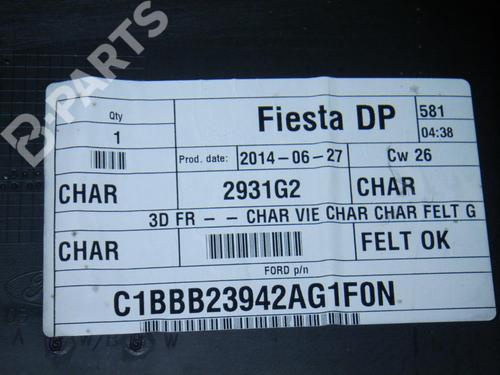 B-PARTS
Qty
1
Fiesta DP
581
04:38
Prod. date:
2014-06-27
Cw 26
CHAR
2931G2
CHAR
3D FR - - CHAR VIE CHAR CHAR FELT G
CHAR
FELT OK
FORD p/n
C1BBB23942AG1F0N